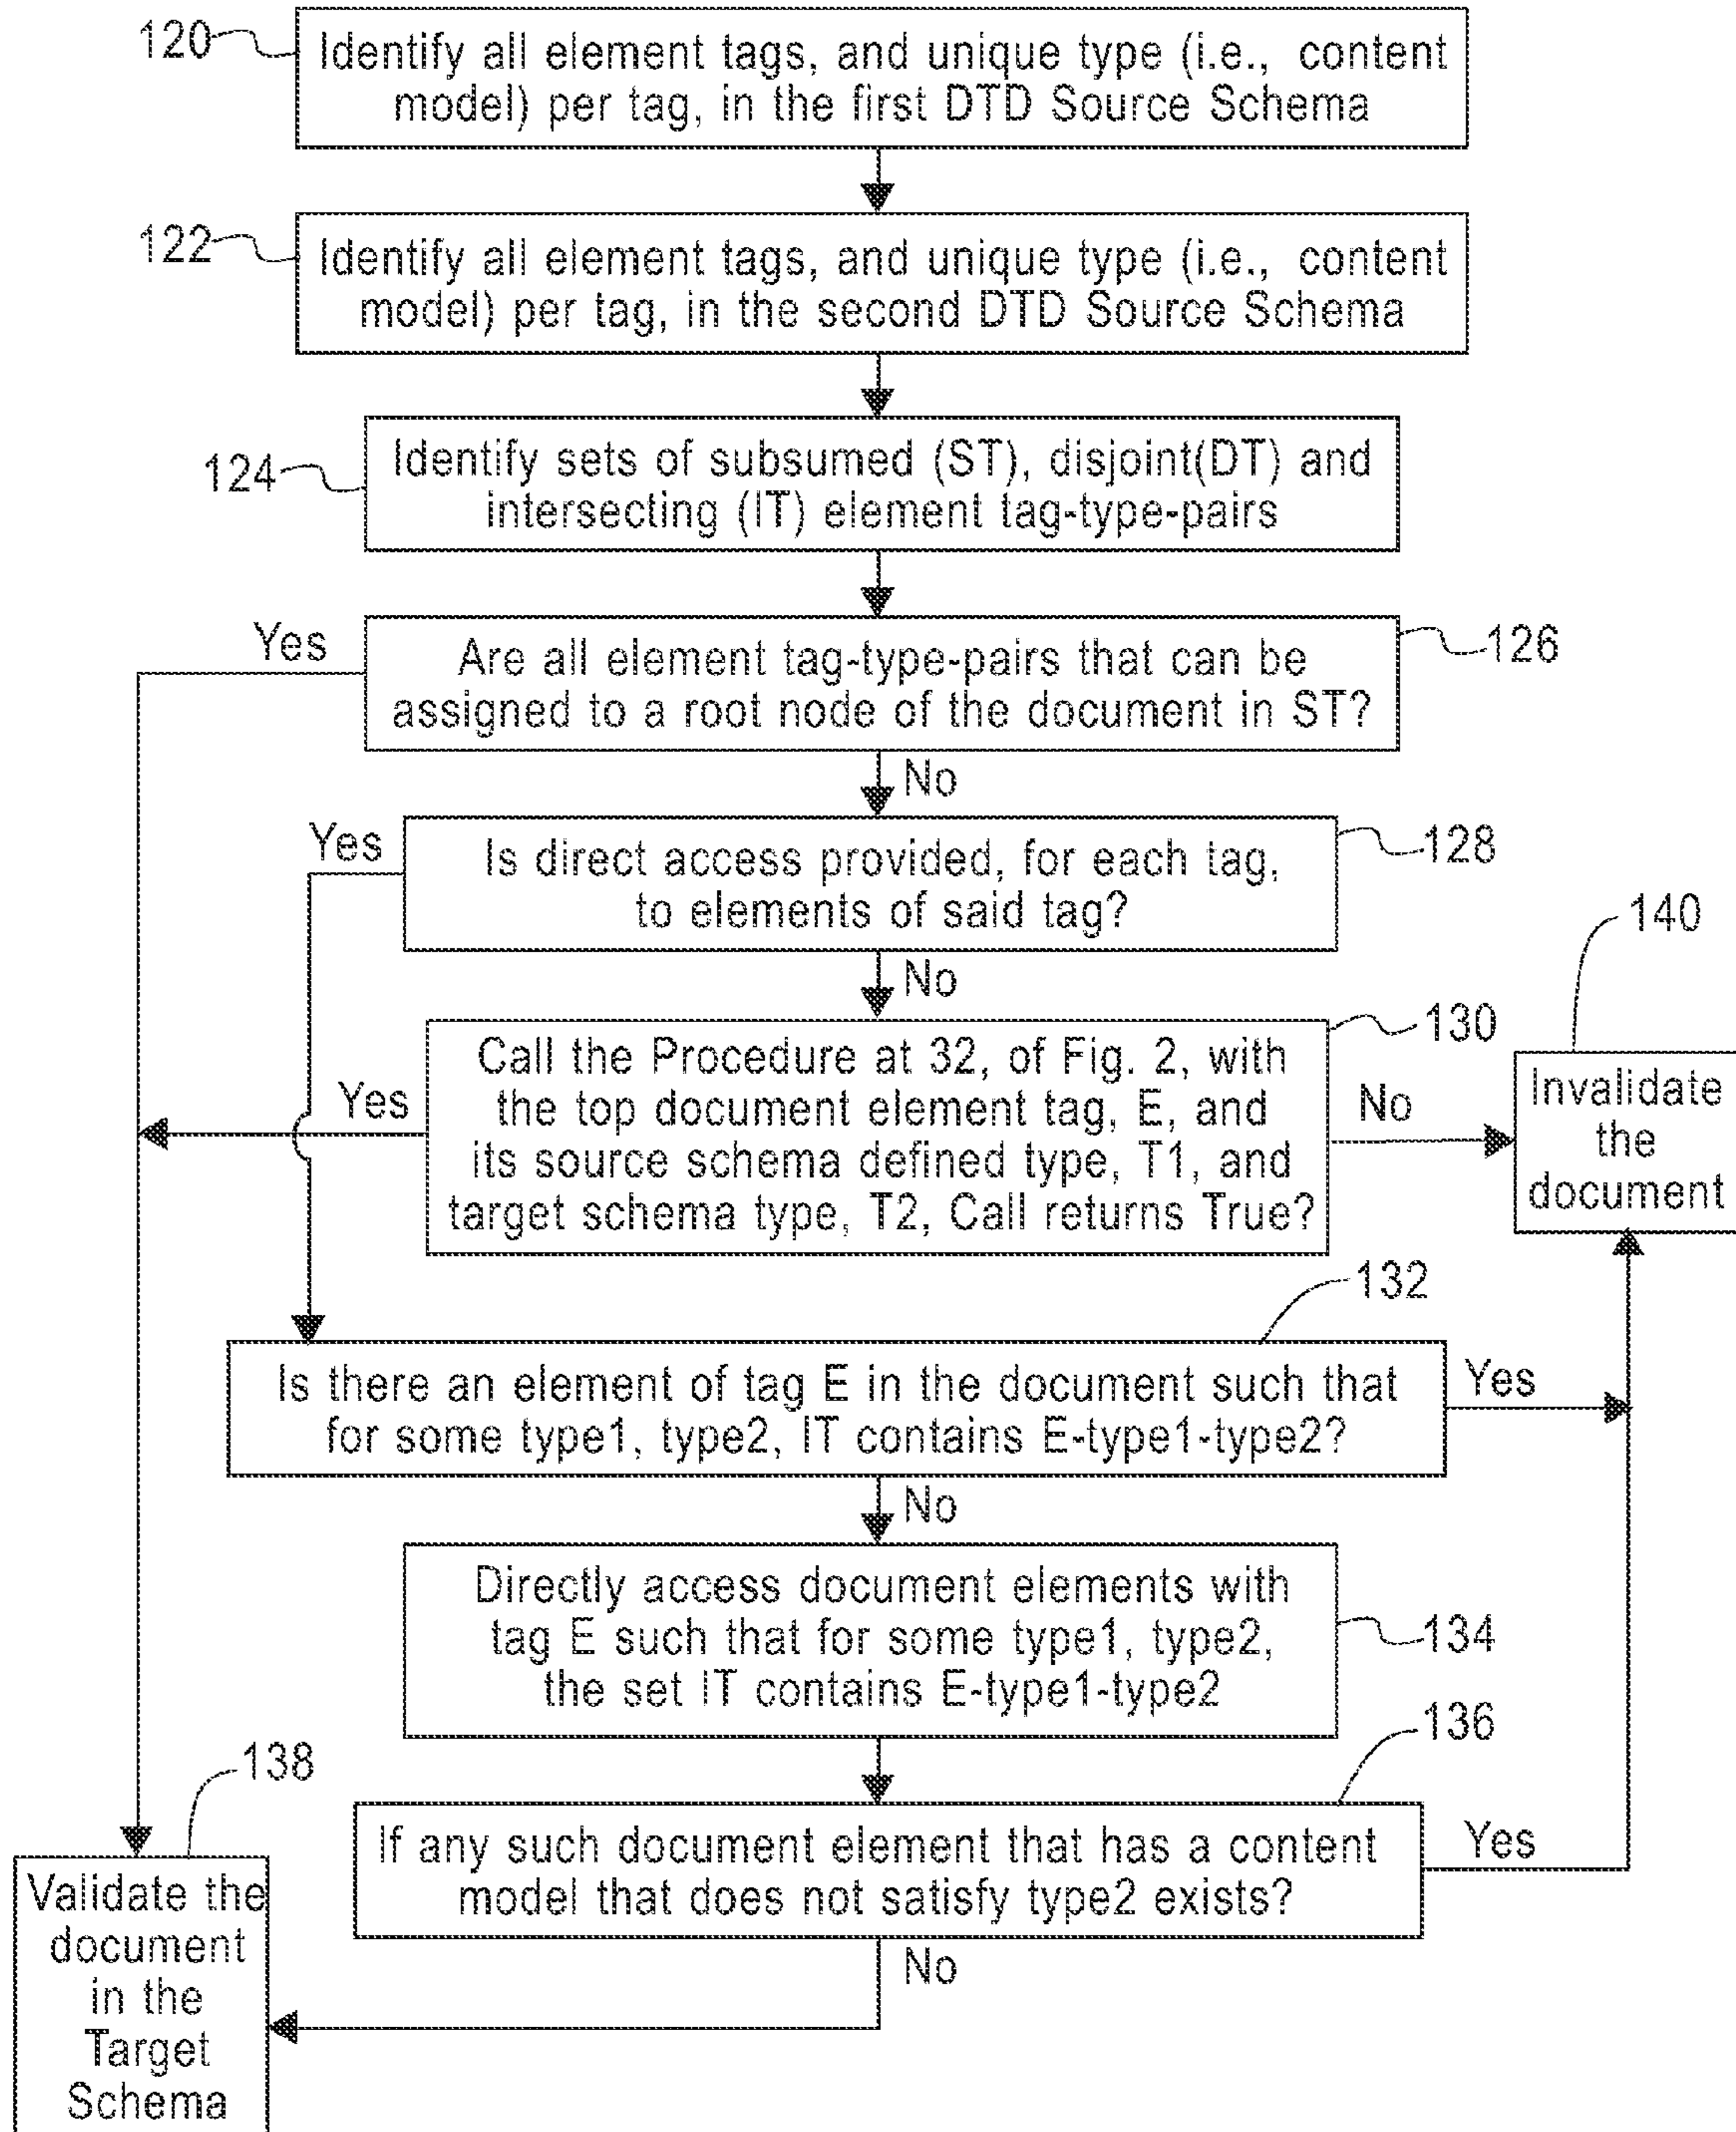 120
Identify all element tags, and unique type (i.e., content
model) per tag, in the first DTD Source Schema
122
Identify all element tags, and unique type (i.e., content
model) per tag, in the second DTD Source Schema
124
Identify sets of subsumed (ST), disjoint(DT) and
intersecting (IT) element tag-type-pairs
Yes
126
Are all element tag-type-pairs that can be
assigned to a root node of the document in ST?
No
Yes
128
Is direct access provided, for each tag,
to elements of said tag?
No
140
Invalidate
the
document
130
Call the Procedure at 32, of Fig. 2, with
the top document element tag, E, and
its source schema defined type, T1, and
target schema type, T2, Call returns True?
Yes
No
132
Is there an element of tag E in the document such that
for some type1, type2, IT contains E-type1-type2?
Yes
No
Directly access document elements with
tag E such that for some type1, type2,
the set IT contains E-type1-type2
134
136
If any such document element that has a content
model that does not satisfy type2 exists?
Yes
No
138
Validate the
document
in the
Target
Schema